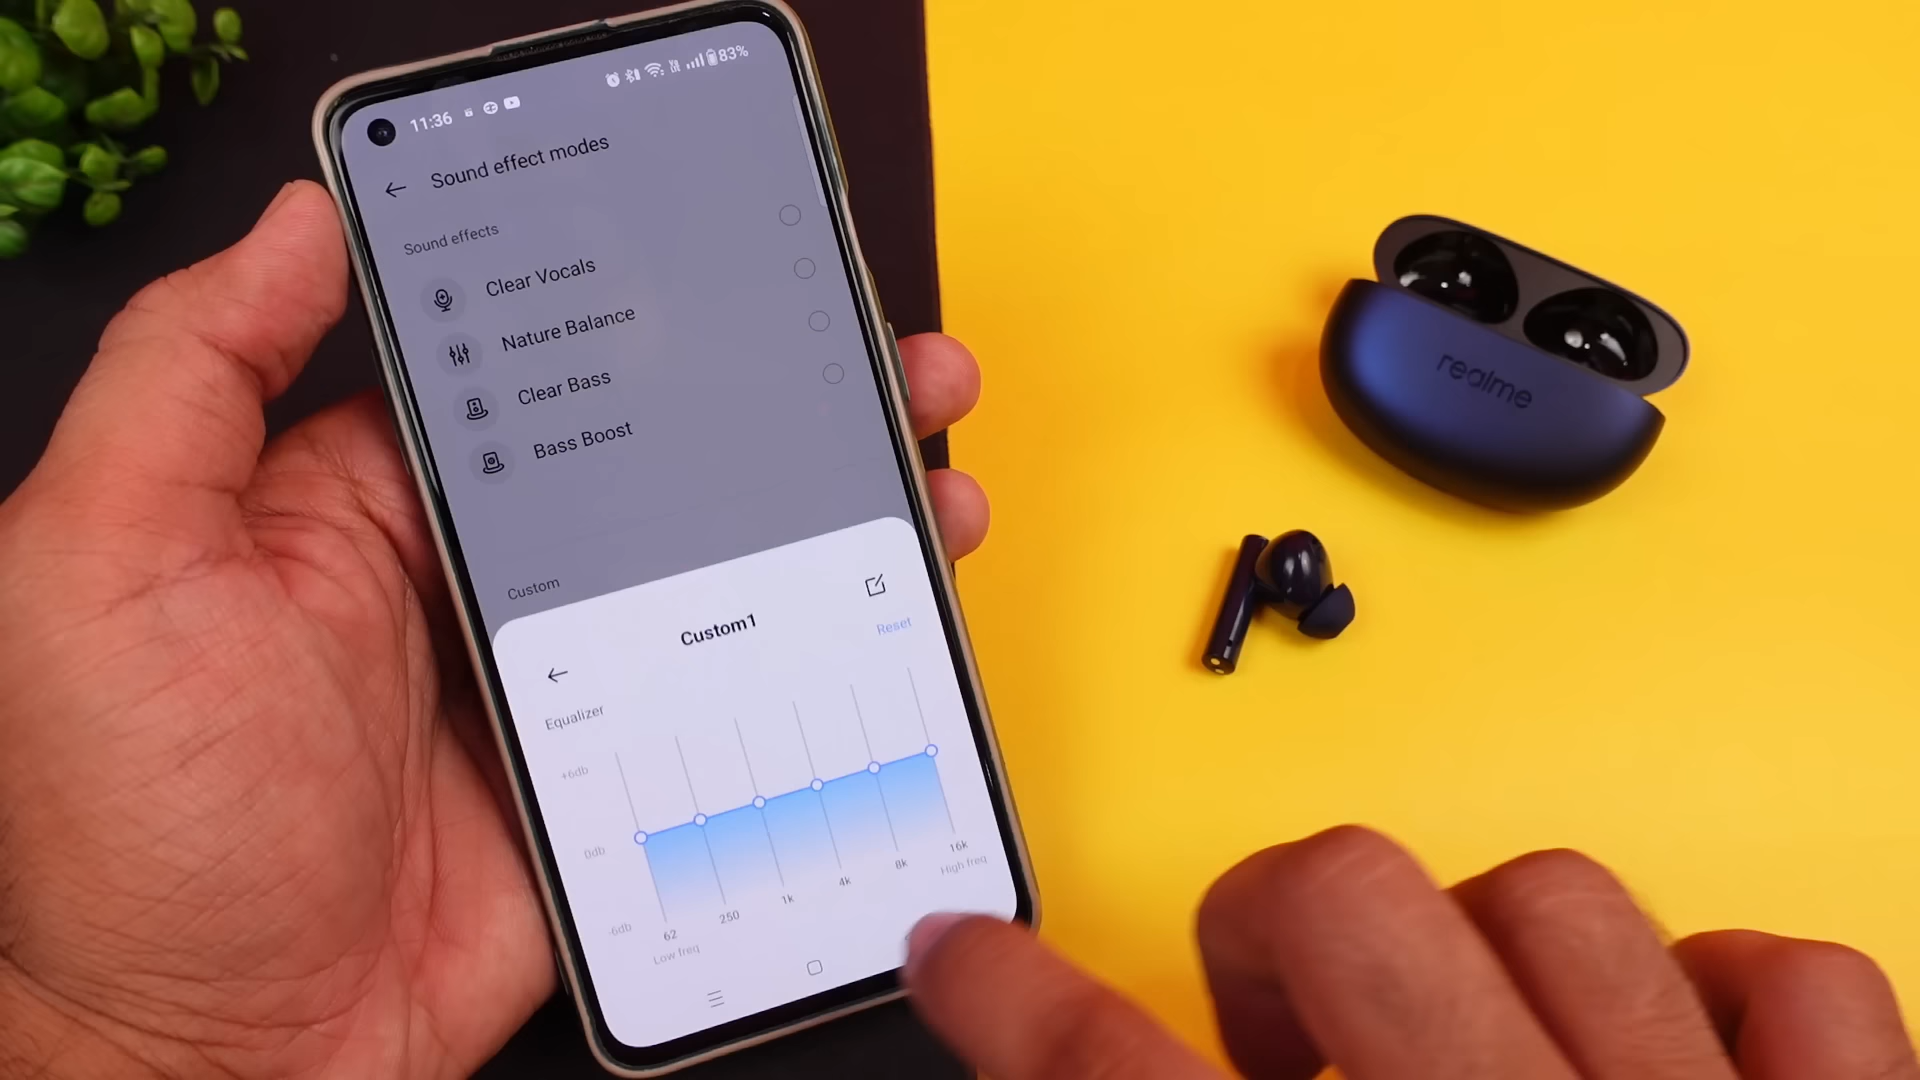 11:36
83%
Sound effect modes
Sound effects
Clear Vocals
Nature Balance
Clear Bass
Bass Boost
Custom
Custom1
Reset
Equalizer
+6db
0db
-6db
62
250
1k
4k
8k
16k
Low freq
High freq
realme